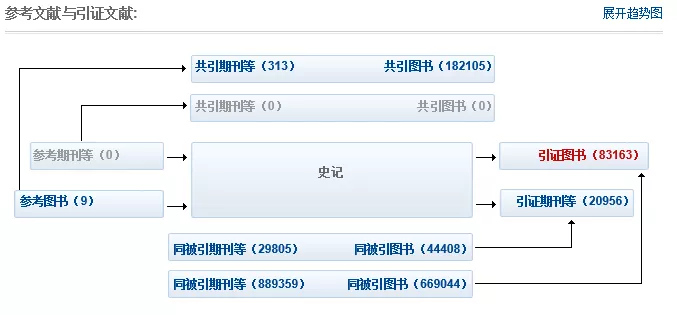 参考文献与引证文献: 展开趋势图
共引期刊等（313） 共引图书（182105）
共引期刊等（0） 共引图书（0）
参考期刊等（0） 史记 引证图书（83163）
参考图书（9） 引证期刊等（20956）
同被引期刊等（29805） 同被引图书（44408）
同被引期刊等（889359） 同被引图书（669044）